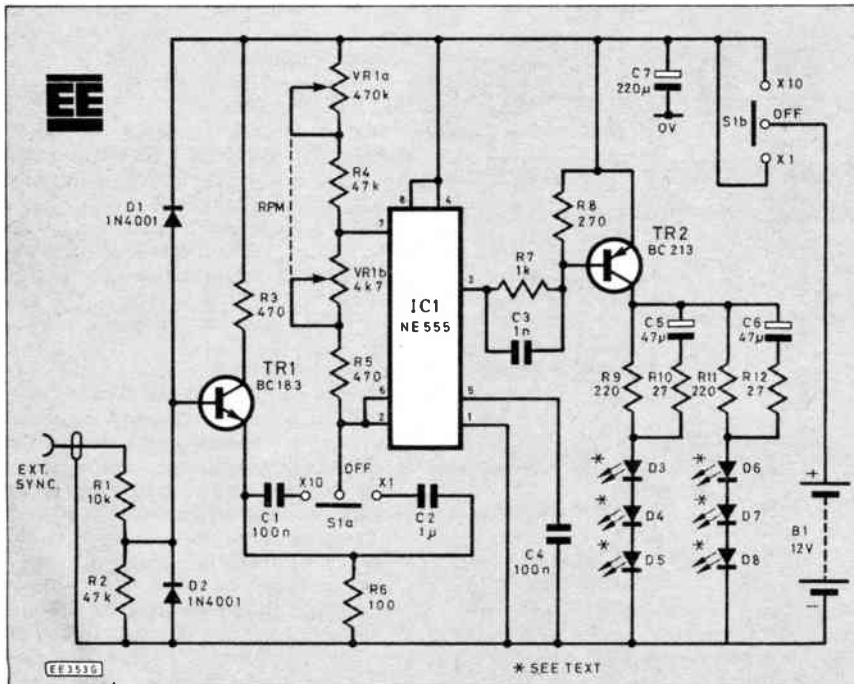 EE
VR1a
470k
C7
220µ
0V
X10
OFF
S1b
X1
R4
47k
D1
1N4001
RPM
8
4
7
R8
270
TR2
BC213
VR1b
4k7
R3
470
IC1
NE555
3
R7
1k
C3
1n
C5
47µ
C6
47µ
TR1
BC183
R5
470
6
2
5
1
R9
220
R10
27
R11
220
R12
27
EXT.
SYNC.
R1
10k
OFF
X10
X1
C1
100n
S1a
C2
1µ
*
D3
*
D6
*
D4
*
D7
*
D5
*
D8
+
B1
12V
−
C4
100n
R2
47k
D2
1N4001
R6
100
EE353G
* SEE TEXT